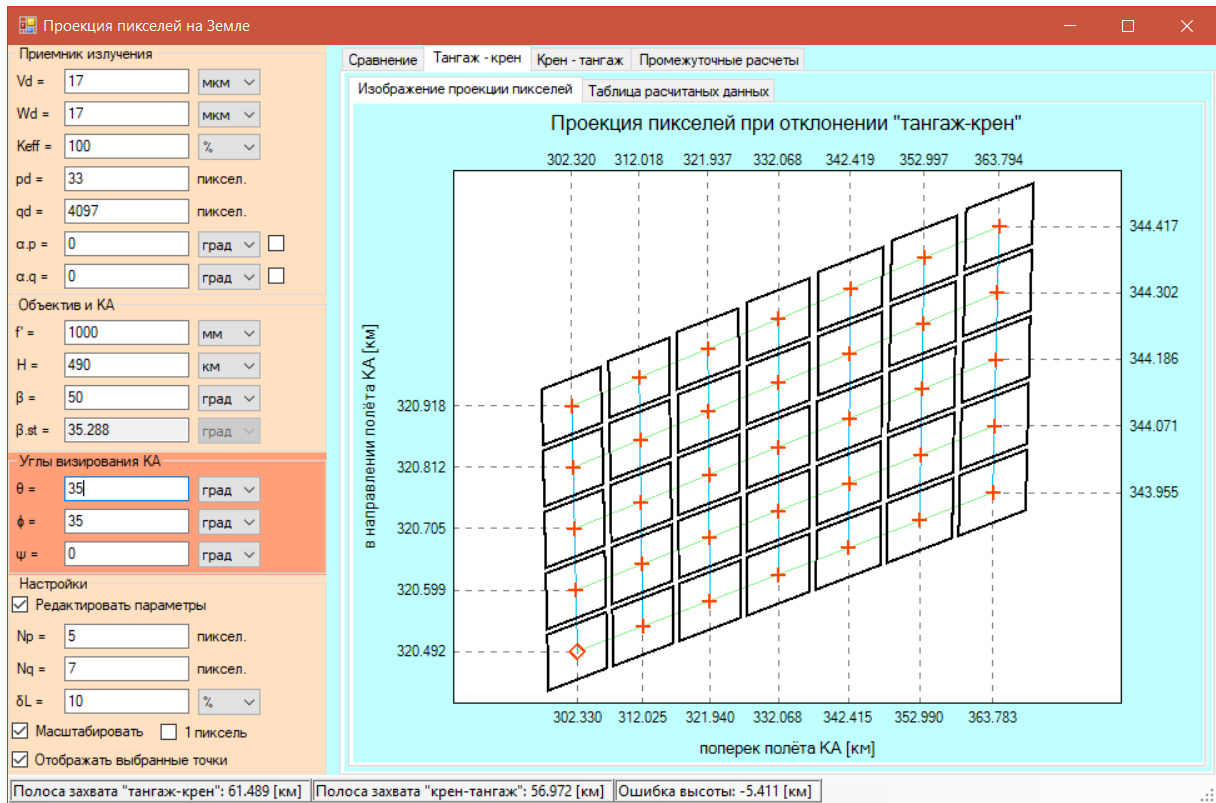 Проекция пикселей на Земле
Приемник излучения
Vd = 17 мкм
Wd = 17 мкм
Keff = 100 %
pd = 33 пиксел.
qd = 4097 пиксел.
α.p = 0 град
α.q = 0 град
Объектив и КА
f' = 1000 мм
H = 490 км
β = 50 град
β.st = 35.288 град
Углы визирования КА
θ = 35 град
ϕ = 35 град
ψ = 0 град
Настройки
Редактировать параметры
Np = 5 пиксел.
Nq = 7 пиксел.
δL = 10 %
Масштабировать 1 пиксель
Отображать выбранные точки
Сравнение Тангаж - крен Крен - тангаж Промежуточные расчеты
Изображение проекции пикселей Таблица расчитаных данных
Проекция пикселей при отклонении "тангаж-крен"
302.320 312.018 321.937 332.068 342.419 352.997 363.794
в направлении полёта КА [км]
320.918
320.812
320.705
320.599
320.492
344.417
344.302
344.186
344.071
343.955
302.330 312.025 321.940 332.068 342.415 352.990 363.783
поперек полёта КА [км]
Полоса захвата "тангаж-крен": 61.489 [км] Полоса захвата "крен-тангаж": 56.972 [км] Ошибка высоты: -5.411 [км]